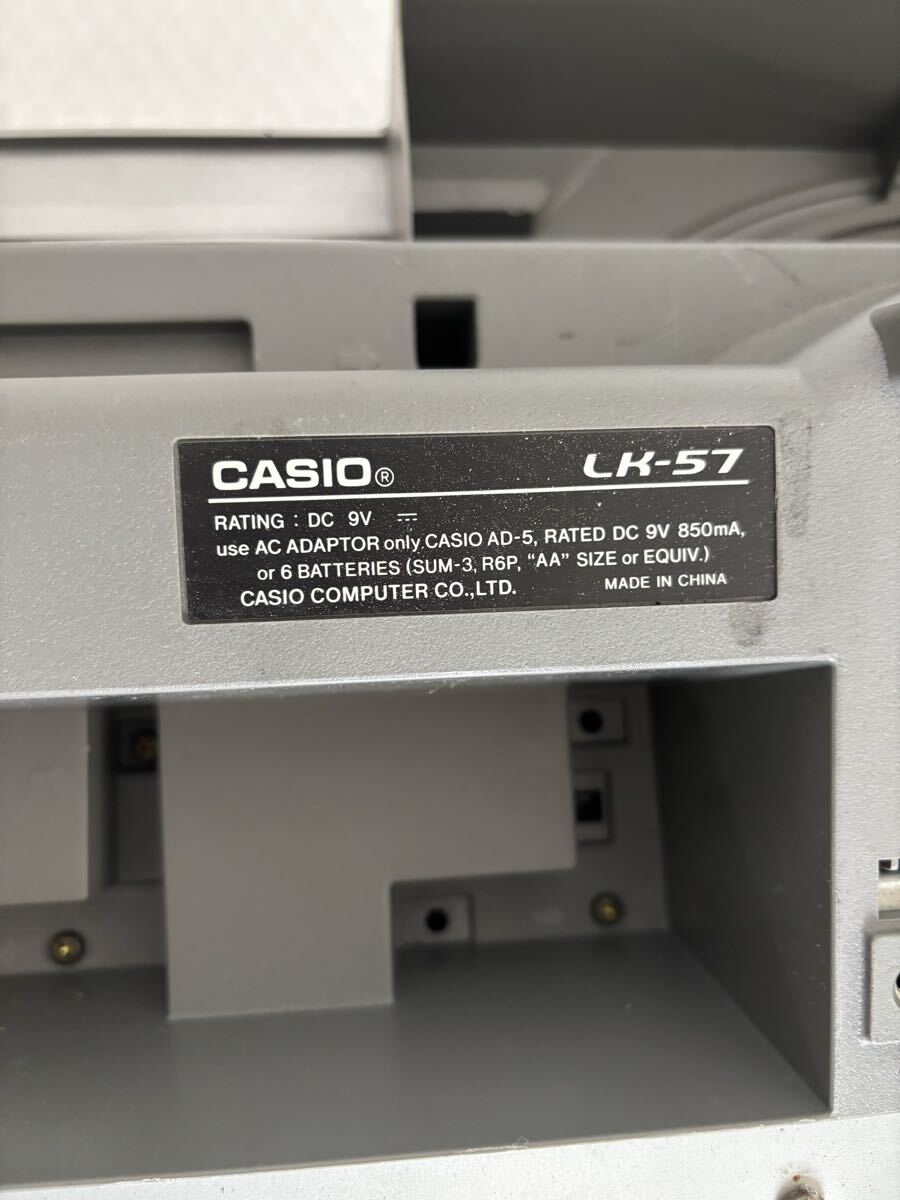 CASIO® LK-57
RATING : DC 9V ⎓
use AC ADAPTOR only CASIO AD-5, RATED DC 9V 850mA,
or 6 BATTERIES (SUM-3, R6P, “AA” SIZE or EQUIV.)
CASIO COMPUTER CO.,LTD. MADE IN CHINA